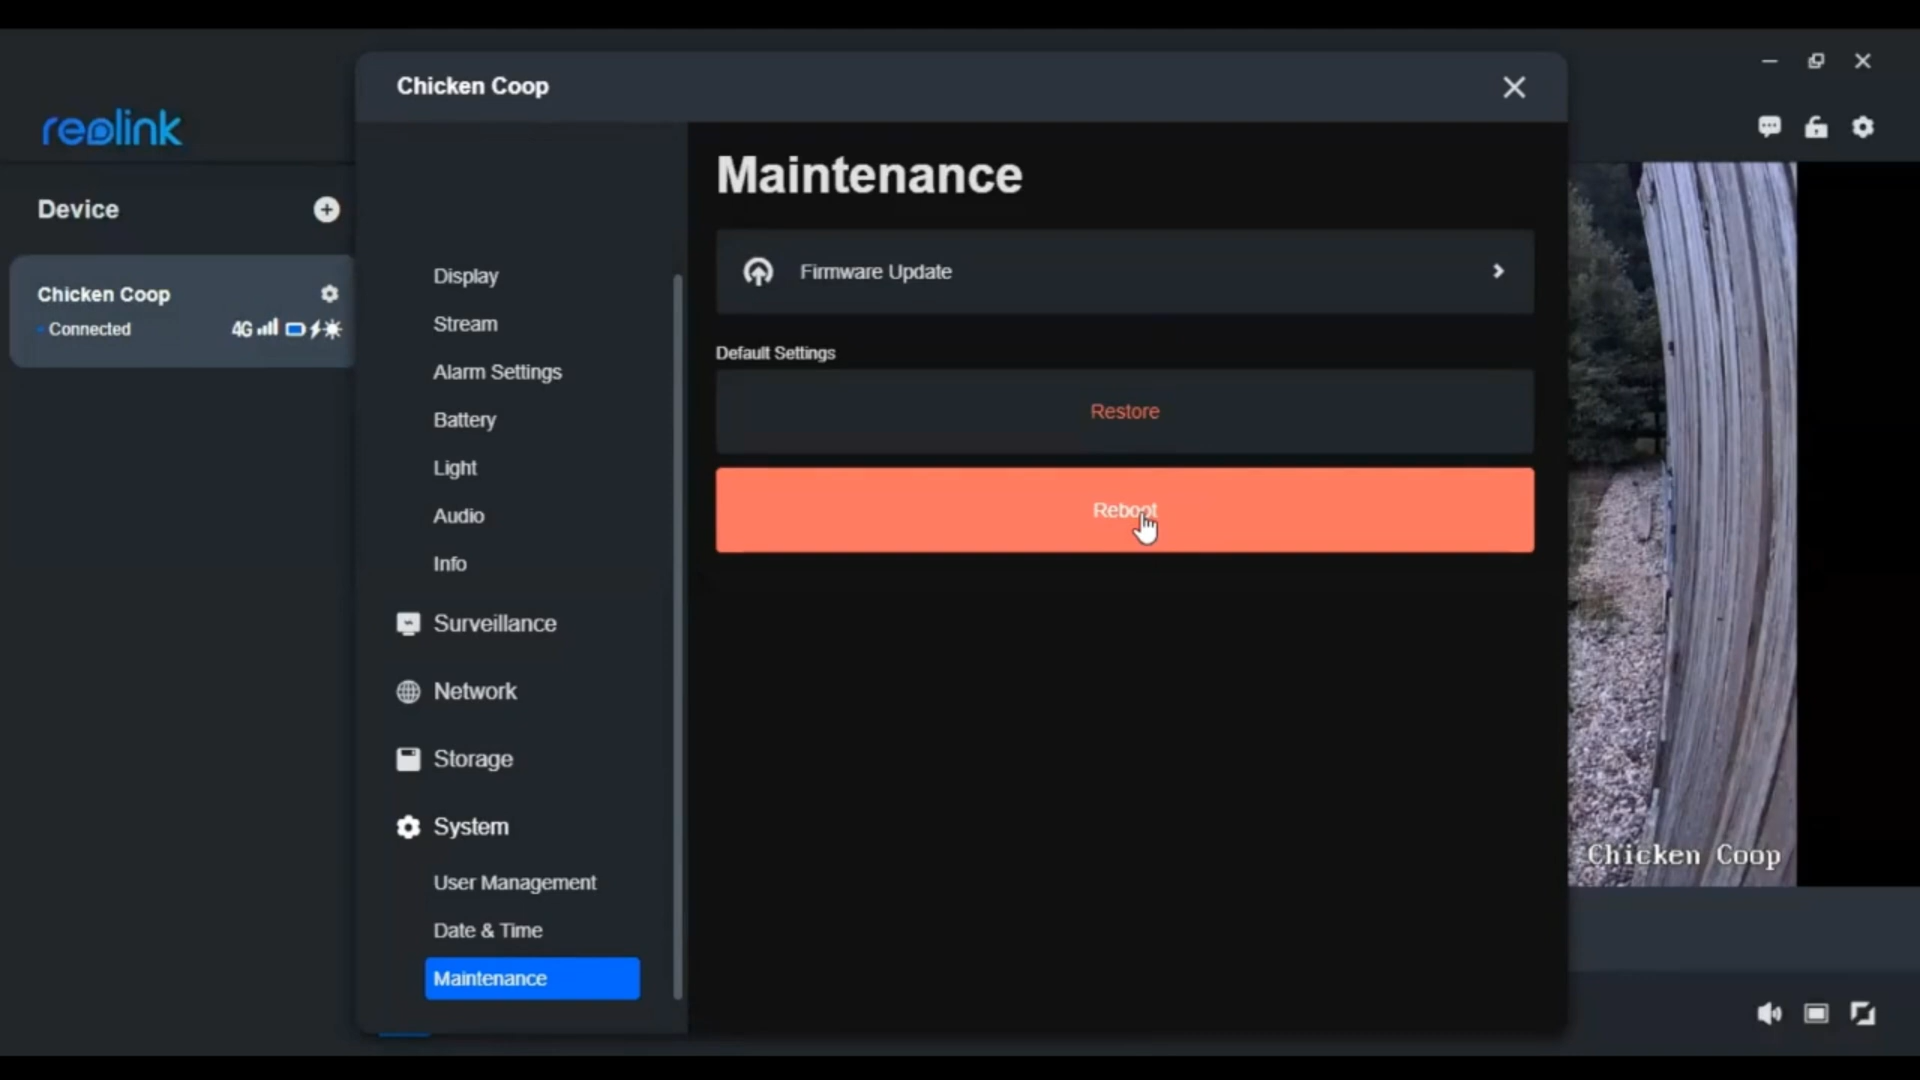 Chicken Coop
reolink
Device
Chicken Coop
Connected
4G
Display
Stream
Alarm Settings
Battery
Light
Audio
Info
Surveillance
Network
Storage
System
User Management
Date & Time
Maintenance
Maintenance
Firmware Update
Default Settings
Restore
Reboot
Chicken Coop